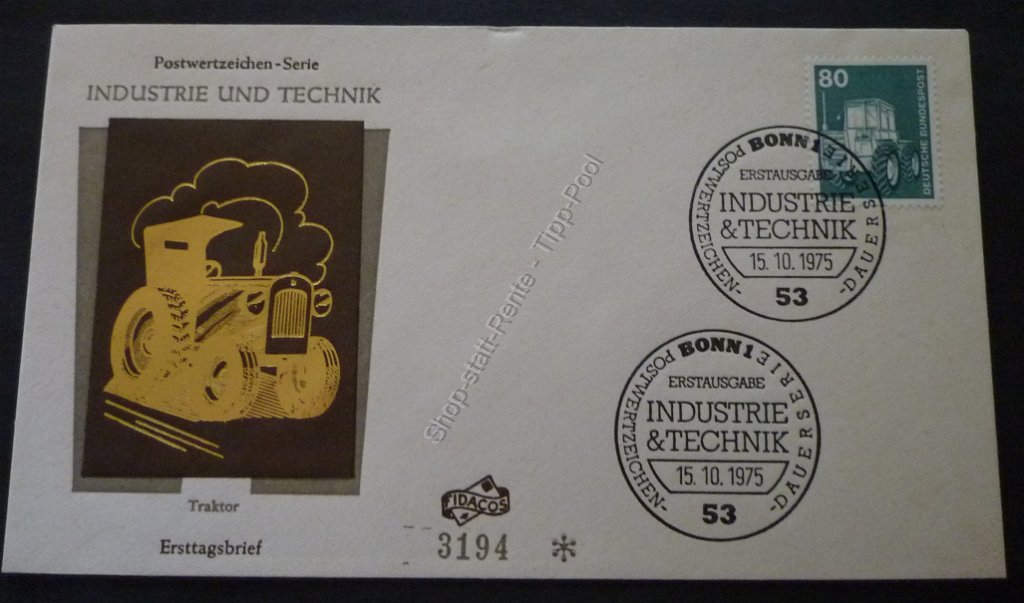 Postwertzeichen-Serie
INDUSTRIE UND TECHNIK
Traktor
Ersttagsbrief
Shop-statt-Rente - Tipp-Pool
FIDACOS
3194
80
DEUTSCHE BUNDESPOST
BONN 1
POSTWERTZEICHEN-
-DAUERSERIE
ERSTAUSGABE
INDUSTRIE
&TECHNIK
15.10.1975
53
BONN 1
POSTWERTZEICHEN-
-DAUERSERIE
ERSTAUSGABE
INDUSTRIE
&TECHNIK
15.10.1975
53